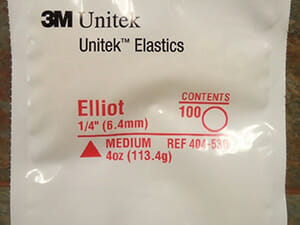 3M Unitek
Unitek™ Elastics
Elliot
1/4" (6.4mm)
CONTENTS
100
MEDIUM REF 404-530
4oz (113.4g)